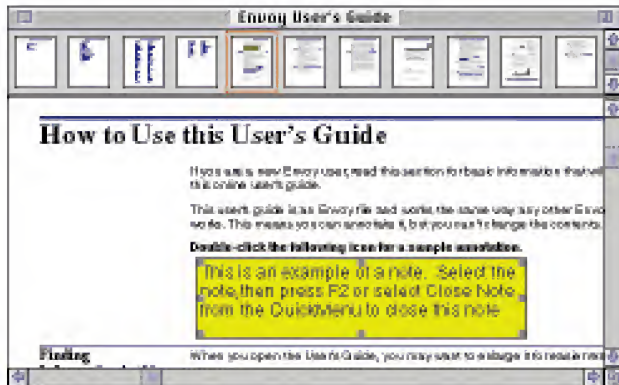 Envoy User's Guide
How to Use this User's Guide
If you are a new Envoy user, read this section for basic information that will
this online user's guide.
This user's guide is an Envoy file and works the same way any other Envo
works. This means you can annotate it, but you can't change the contents.
Double-click the following icon for a sample annotation.
This is an example of a note. Select the
note, then press F2 or select Close Note
from the QuickMenu to close this note
Finding
When you open the User's Guide, you may want to enlarge